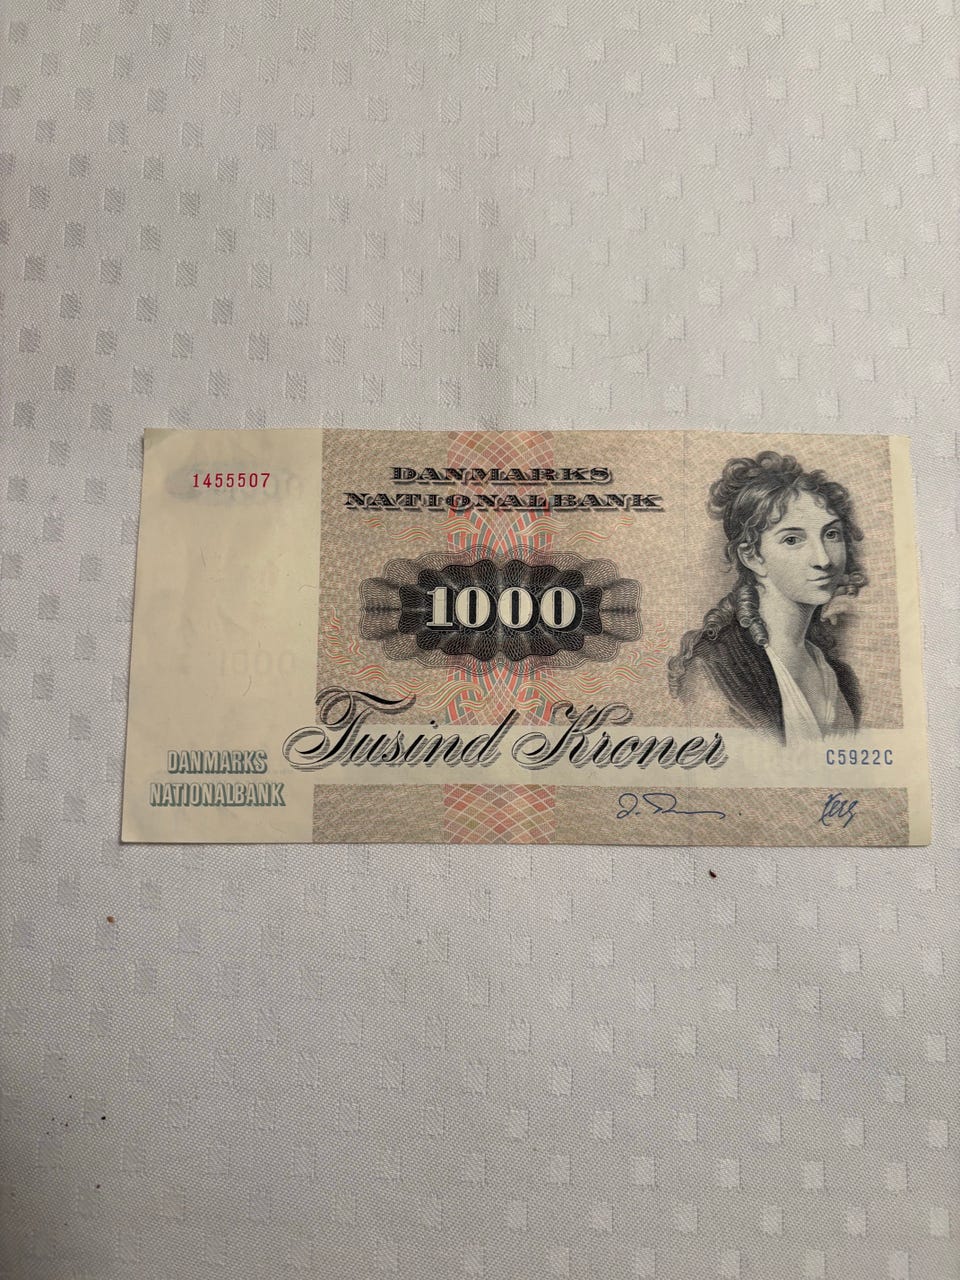 1455507
DANMARKS
NATIONALBANK
1000
Tusind Kroner
DANMARKS
NATIONALBANK
C5922C